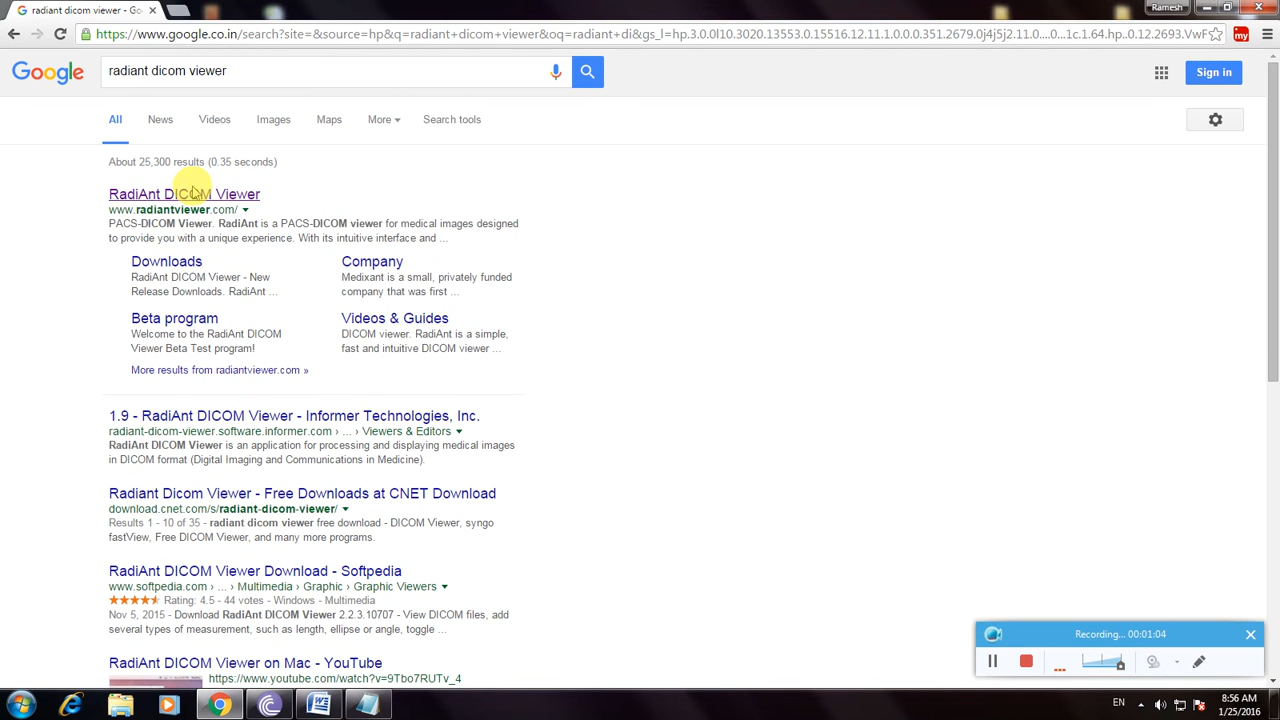 radiant dicom viewer - Go
Ramesh
https://www.google.co.in/search?site=&source=hp&q=radiant+dicom+viewer&oq=radiant+di&gs_l=hp.3.0.0l10.3020.13553.0.15516.12.11.1.0.0.0.351.2679.0j4j5j2.11.0....0...1c.1.64.hp..0.12.2693.VwF
my
Google
radiant dicom viewer
Sign in
All News Videos Images Maps More Search tools
About 25,300 results (0.35 seconds)
RadiAnt DICOM Viewer
www.radiantviewer.com/
PACS-DICOM Viewer. RadiAnt is a PACS-DICOM viewer for medical images designed
to provide you with a unique experience. With its intuitive interface and ...
Downloads
RadiAnt DICOM Viewer - New
Release Downloads. RadiAnt ...
Company
Medixant is a small, privately funded
company that was first ...
Beta program
Welcome to the RadiAnt DICOM
Viewer Beta Test program!
Videos & Guides
DICOM viewer. RadiAnt is a simple,
fast and intuitive DICOM viewer ...
More results from radiantviewer.com »
1.9 - RadiAnt DICOM Viewer - Informer Technologies, Inc.
radiant-dicom-viewer.software.informer.com › ... › Viewers & Editors
RadiAnt DICOM Viewer is an application for processing and displaying medical images
in DICOM format (Digital Imaging and Communications in Medicine).
Radiant Dicom Viewer - Free Downloads at CNET Download
download.cnet.com/s/radiant-dicom-viewer/
Results 1 - 10 of 35 - radiant dicom viewer free download - DICOM Viewer, syngo
fastView, Free DICOM Viewer, and many more programs.
RadiAnt DICOM Viewer Download - Softpedia
www.softpedia.com › ... › Multimedia › Graphic › Graphic Viewers
Rating: 4.5 - 44 votes - Windows - Multimedia
Nov 5, 2015 - Download RadiAnt DICOM Viewer 2.2.3.10707 - View DICOM files, add
several types of measurement, such as length, ellipse or angle, toggle ...
RadiAnt DICOM Viewer on Mac - YouTube
https://www.youtube.com/watch?v=9Tbo7RUTv_4
Recording... 00:01:04
EN
8:56 AM
1/25/2016